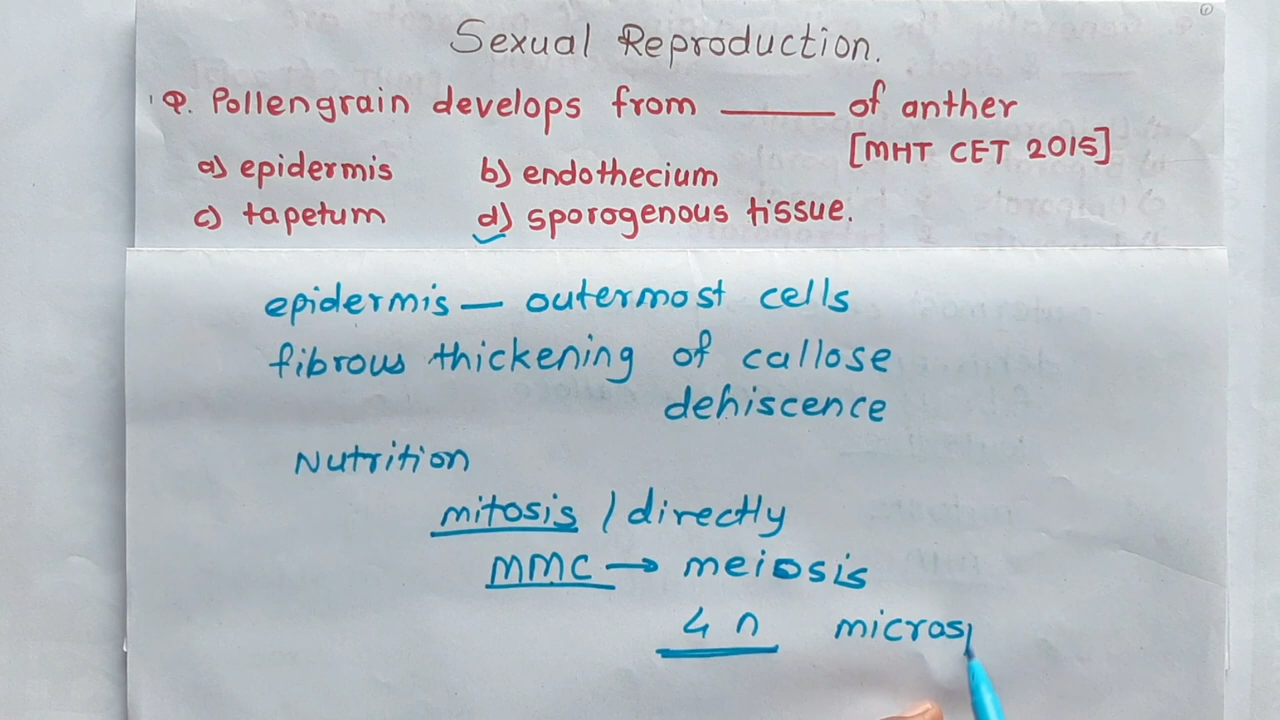 Sexual Reproduction.
1 Q. Pollengrain develops from ______ of anther
[MHT CET 2015]
a) epidermis b) endothecium
c) tapetum d) sporogenous tissue.
epidermis — outermost cells
fibrous thickening of callose
dehiscence
Nutrition
mitosis / directly
MMC → meiosis
4 n micros